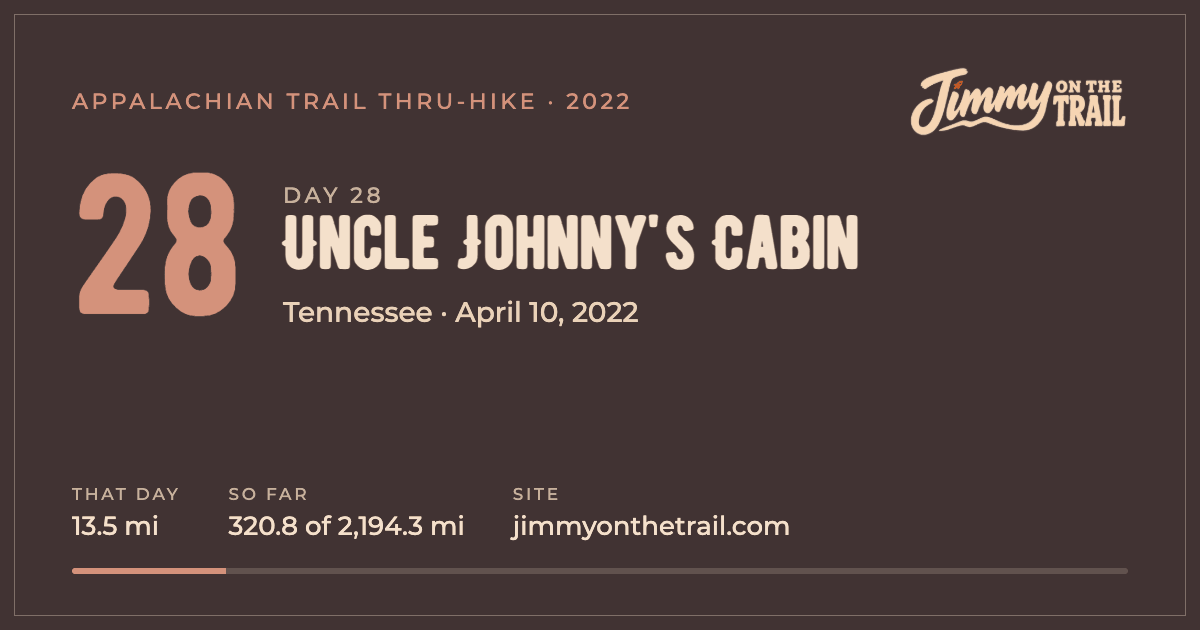 APPALACHIAN TRAIL THRU-HIKE · 2022
Jimmy ON THE TRAIL
28
DAY 28
UNCLE JOHNNY'S CABIN
Tennessee · April 10, 2022
THAT DAY
13.5 mi
SO FAR
320.8 of 2,194.3 mi
SITE
jimmyonthetrail.com